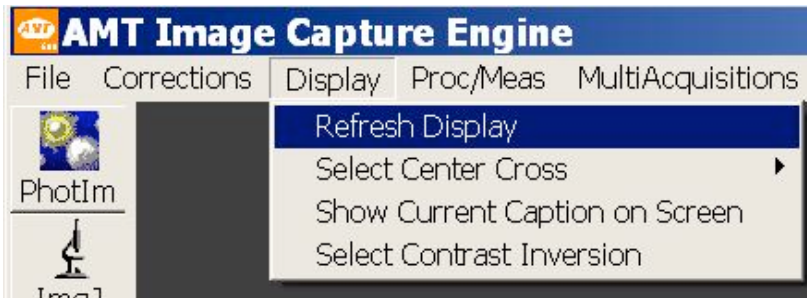 AMT AMT Image Capture Engine
File Corrections Display Proc/Meas MultiAcquisitions
Refresh Display
Select Center Cross
Show Current Caption on Screen
Select Contrast Inversion
PhotIm